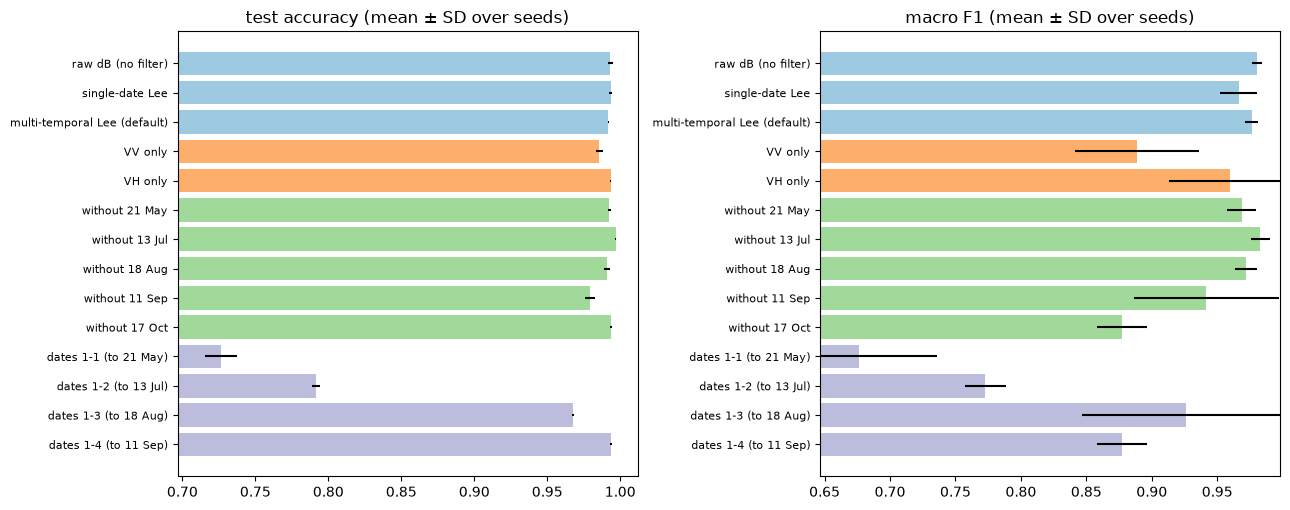 test accuracy (mean ± SD over seeds)
raw dB (no filter)
single-date Lee
multi-temporal Lee (default)
VV only
VH only
without 21 May
without 13 Jul
without 18 Aug
without 11 Sep
without 17 Oct
dates 1-1 (to 21 May)
dates 1-2 (to 13 Jul)
dates 1-3 (to 18 Aug)
dates 1-4 (to 11 Sep)
0.70 0.75 0.80 0.85 0.90 0.95 1.00
macro F1 (mean ± SD over seeds)
raw dB (no filter)
single-date Lee
multi-temporal Lee (default)
VV only
VH only
without 21 May
without 13 Jul
without 18 Aug
without 11 Sep
without 17 Oct
dates 1-1 (to 21 May)
dates 1-2 (to 13 Jul)
dates 1-3 (to 18 Aug)
dates 1-4 (to 11 Sep)
0.65 0.70 0.75 0.80 0.85 0.90 0.95